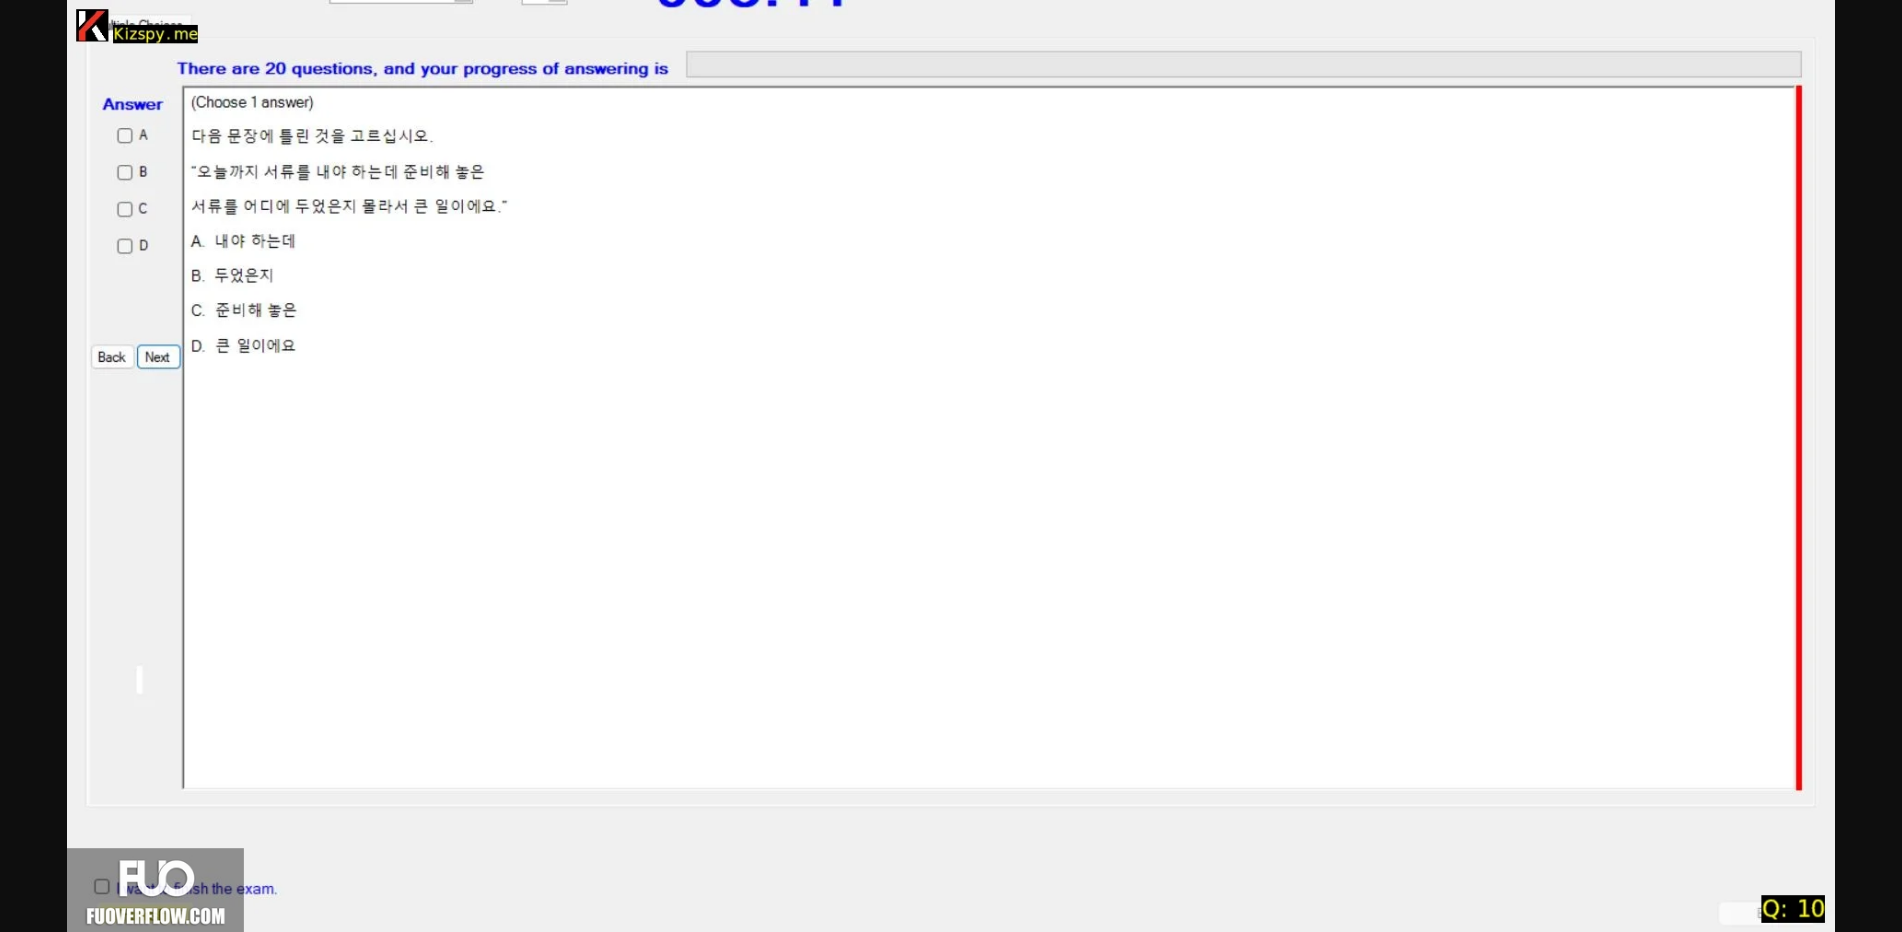 Kizspy.me
There are 20 questions, and your progress of answering is
Answer
(Choose 1 answer)
A
다음 문장에 틀린 것을 고르십시오.
B
"오늘까지 서류를 내야 하는데 준비해 놓은
C
서류를 어디에 두었은지 몰라서 큰 일이에요."
D
A. 내야 하는데
B. 두었은지
C. 준비해 놓은
D. 큰 일이에요
Back Next
FUO
finish the exam.
FUOVERFLOW.COM
Q: 10